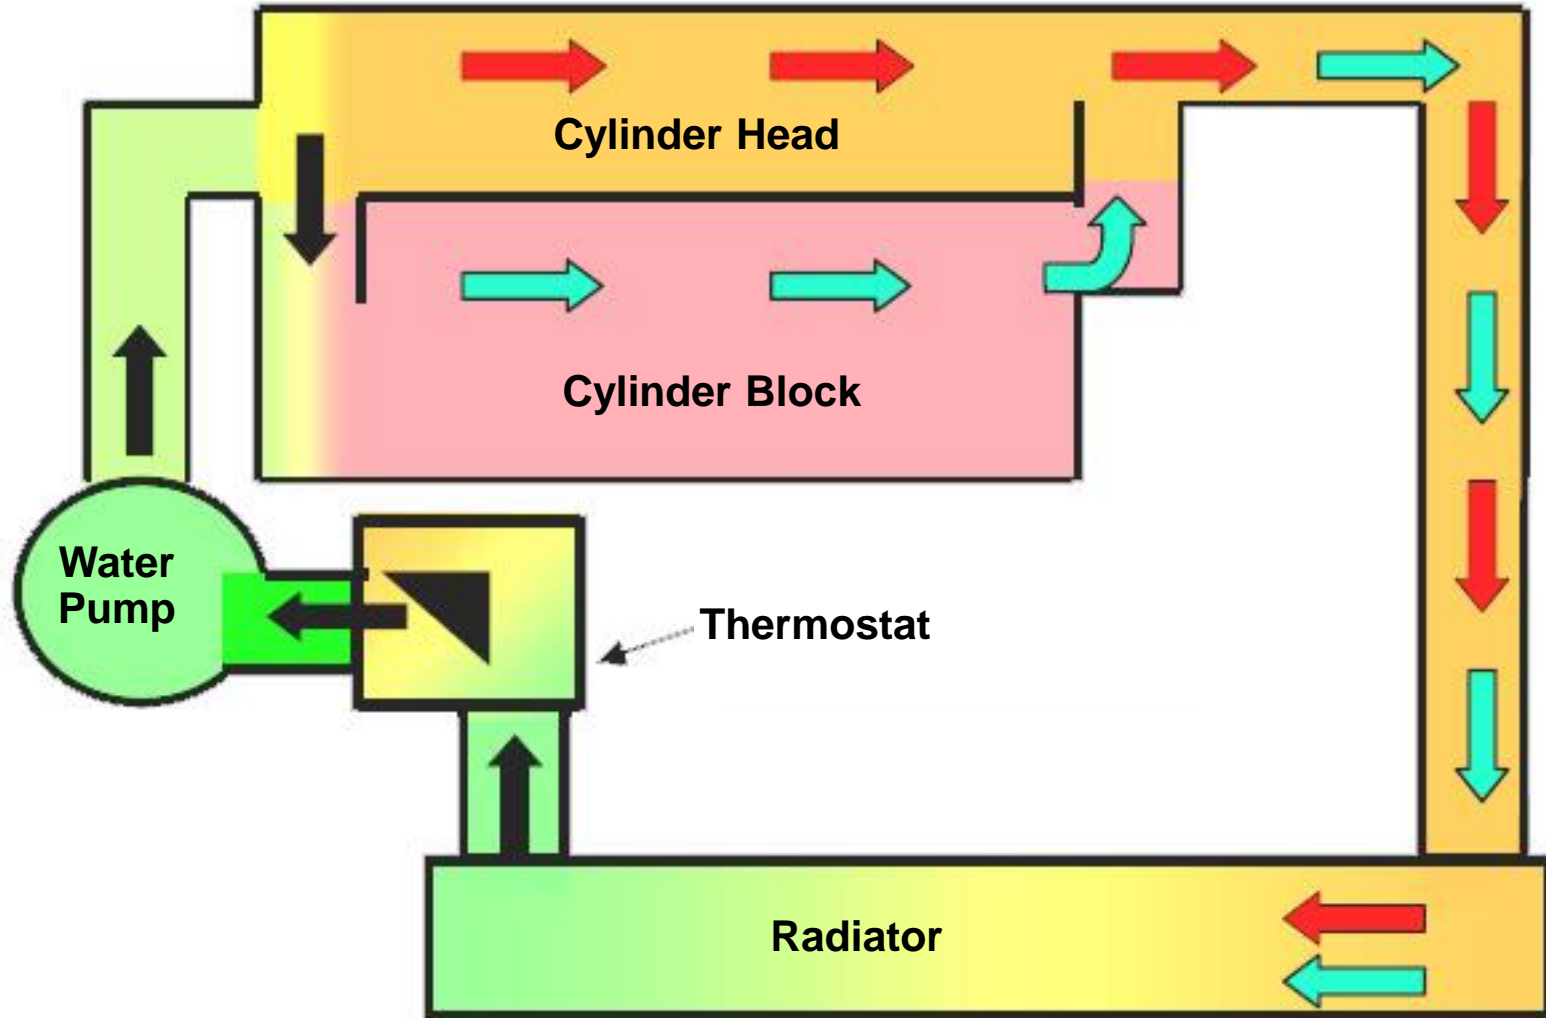 Cylinder Head
Cylinder Block
Water
Pump
Thermostat
Radiator